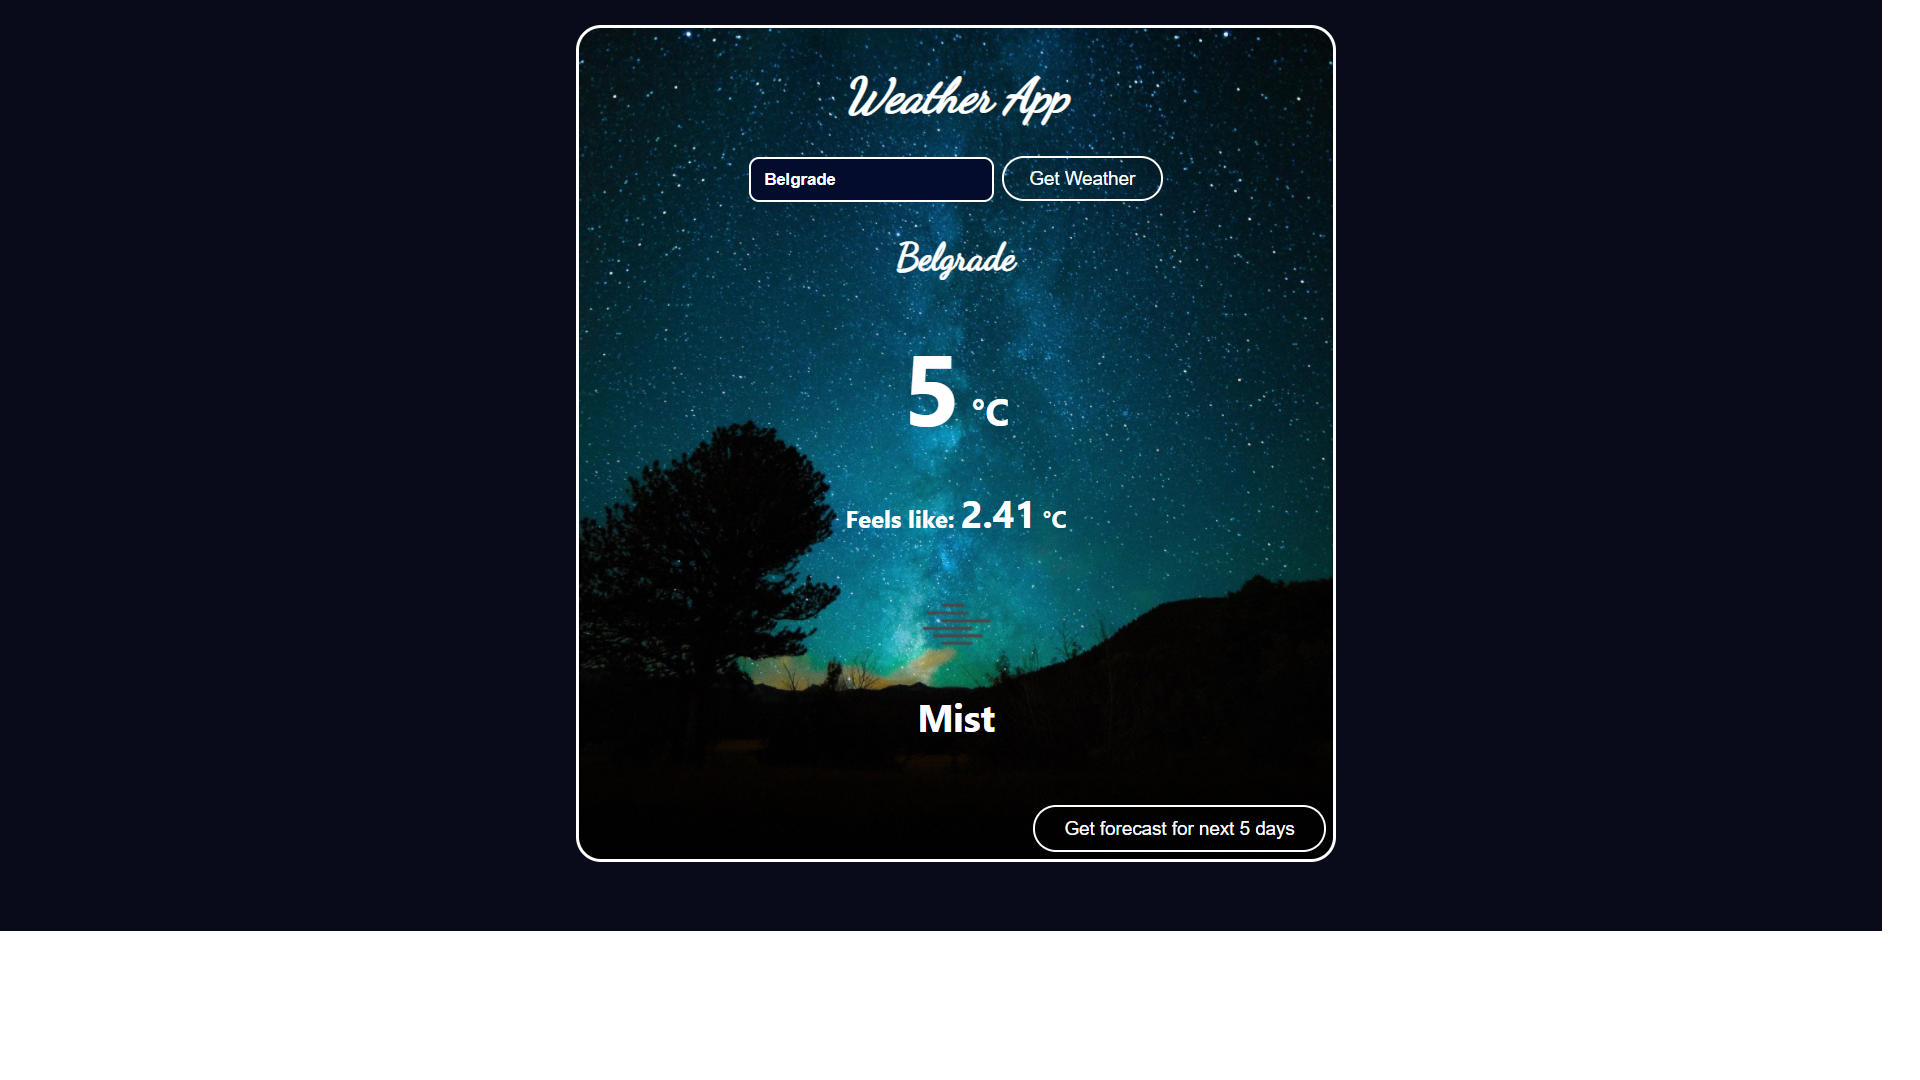 Weather App
Belgrade
Get Weather
Belgrade
5 °C
Feels like: 2.41 °C
Mist
Get forecast for next 5 days